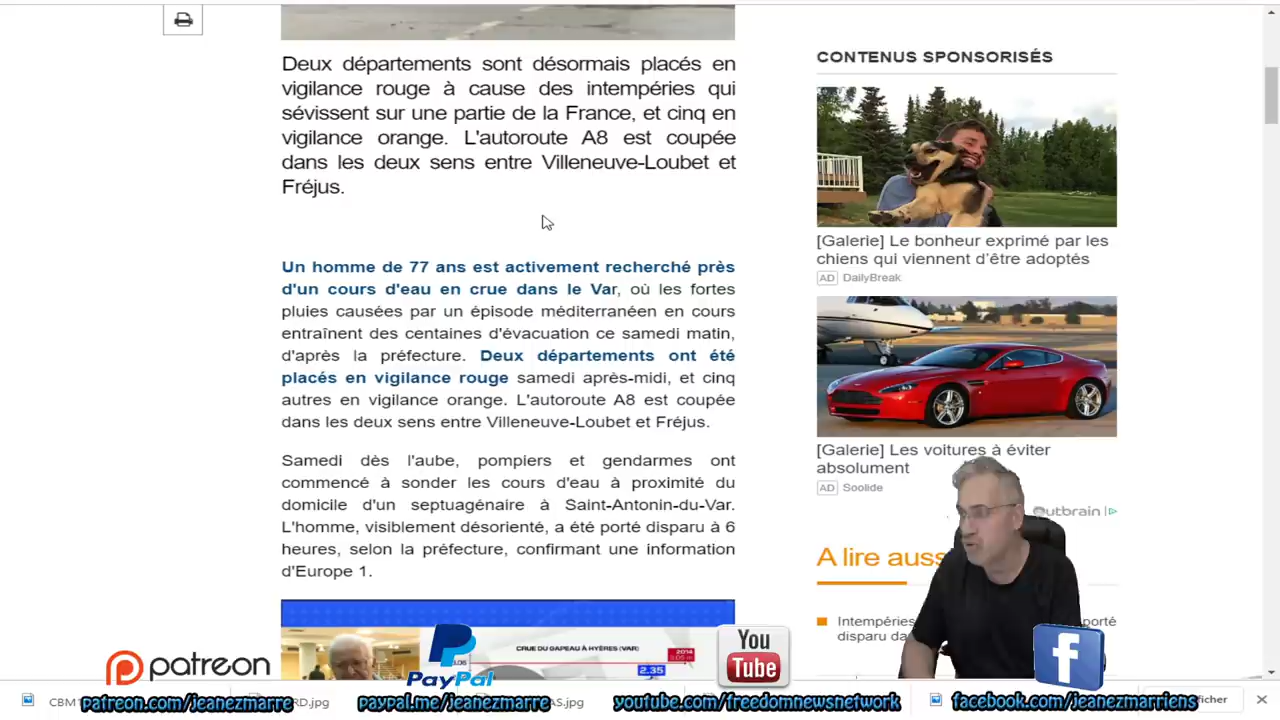 Deux départements sont désormais placés en
vigilance rouge à cause des intempéries qui
sévissent sur une partie de la France, et cinq en
vigilance orange. L'autoroute A8 est coupée
dans les deux sens entre Villeneuve-Loubet et
Fréjus.
Un homme de 77 ans est activement recherché près
d'un cours d'eau en crue dans le Var, où les fortes
pluies causées par un épisode méditerranéen en cours
entraînent des centaines d'évacuation ce samedi matin,
d'après la préfecture. Deux départements ont été
placés en vigilance rouge samedi après-midi, et cinq
autres en vigilance orange. L'autoroute A8 est coupée
dans les deux sens entre Villeneuve-Loubet et Fréjus.
Samedi dès l'aube, pompiers et gendarmes ont
commencé à sonder les cours d'eau à proximité du
domicile d'un septuagénaire à Saint-Antonin-du-Var.
L'homme, visiblement désorienté, a été porté disparu à 6
heures, selon la préfecture, confirmant une information
d'Europe 1.
CRUE DU GAPEAU À HYÈRES (VAR)
2014
2.35
CONTENUS SPONSORISÉS
[Galerie] Le bonheur exprimé par les
chiens qui viennent d'être adoptés
AD DailyBreak
[Galerie] Les voitures à éviter
absolument
AD Soolide
outbrain
A lire auss
Intempéries porté
disparu da
patreon
PayPal
You
Tube
f
CBM RD.jpg AS.jpg ficher
patreon.com/jeanezmarre paypal.me/jeanezmarre youtube.com/freedomnewsnetwork facebook.com/jeanezmarriens